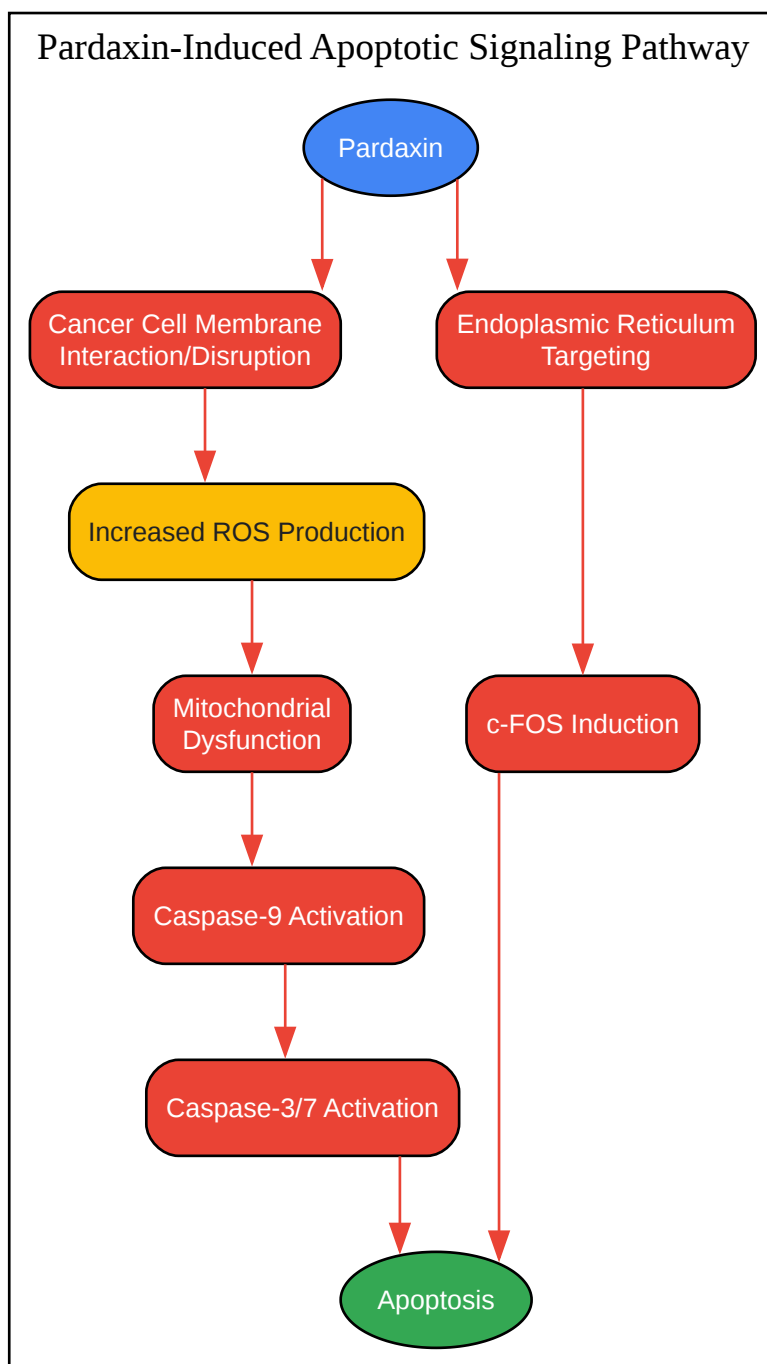 Pardaxin-Induced Apoptotic Signaling Pathway
Pardaxin
Cancer Cell Membrane
Interaction/Disruption
Endoplasmic Reticulum
Targeting
Increased ROS Production
Mitochondrial
Dysfunction
c-FOS Induction
Caspase-9 Activation
Caspase-3/7 Activation
Apoptosis